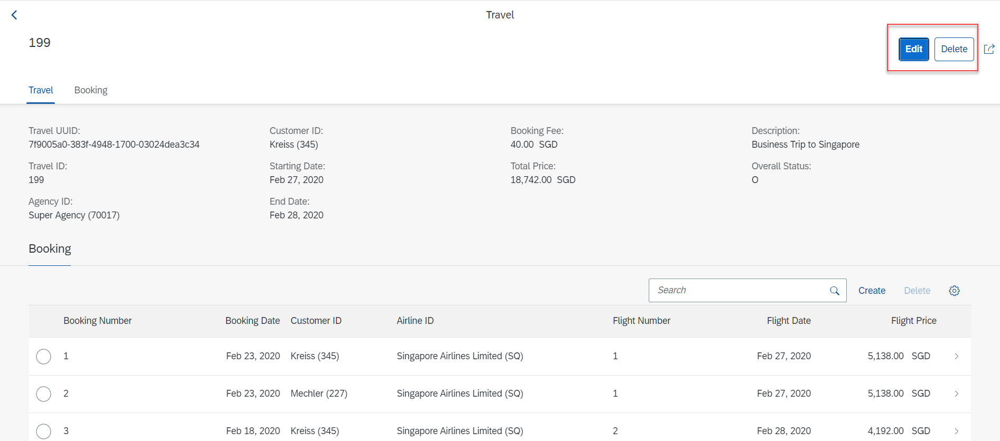 Travel
199
Edit Delete
Travel Booking
Travel UUID: Customer ID: Booking Fee: Description:
7f9005a0-383f-4948-1700-03024dea3c34 Kreiss (345) 40.00 SGD Business Trip to Singapore
Travel ID: Starting Date: Total Price: Overall Status:
199 Feb 27, 2020 18,742.00 SGD O
Agency ID: End Date:
Super Agency (70017) Feb 28, 2020
Booking
Search Create Delete
Booking Number Booking Date Customer ID Airline ID Flight Number Flight Date Flight Price
1 Feb 23, 2020 Kreiss (345) Singapore Airlines Limited (SQ) 1 Feb 27, 2020 5,138.00 SGD
2 Feb 23, 2020 Mechler (227) Singapore Airlines Limited (SQ) 1 Feb 27, 2020 5,138.00 SGD
3 Feb 18, 2020 Kreiss (345) Singapore Airlines Limited (SQ) 2 Feb 28, 2020 4,192.00 SGD